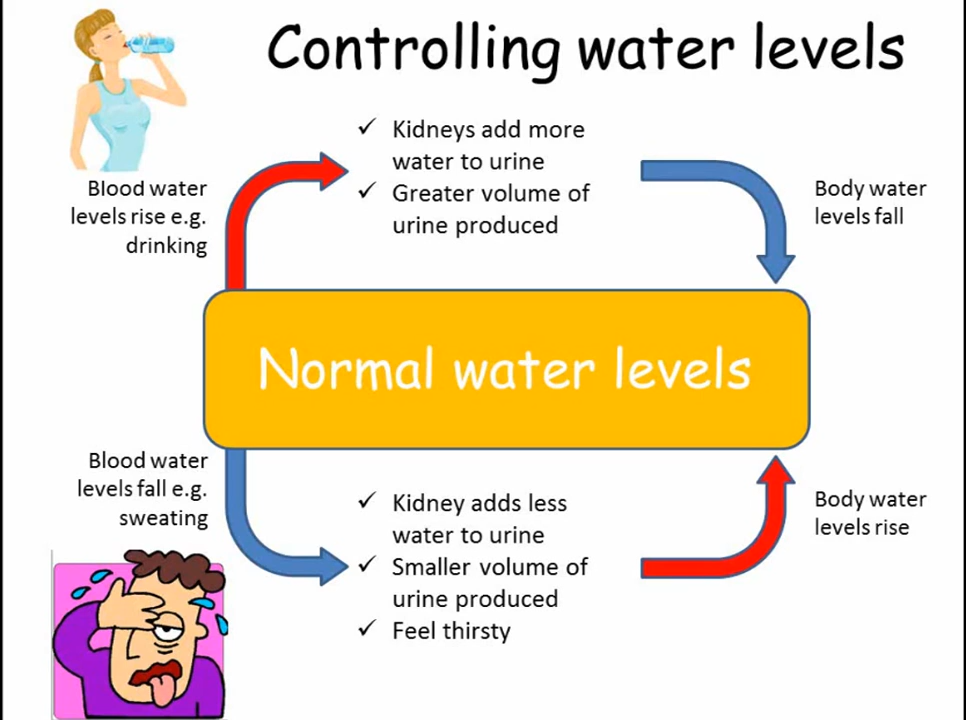 Controlling water levels
✓ Kidneys add more
water to urine
✓ Greater volume of
urine produced
Blood water
levels rise e.g.
drinking
Body water
levels fall
Normal water levels
Blood water
levels fall e.g.
sweating
✓ Kidney adds less
water to urine
✓ Smaller volume of
urine produced
✓ Feel thirsty
Body water
levels rise